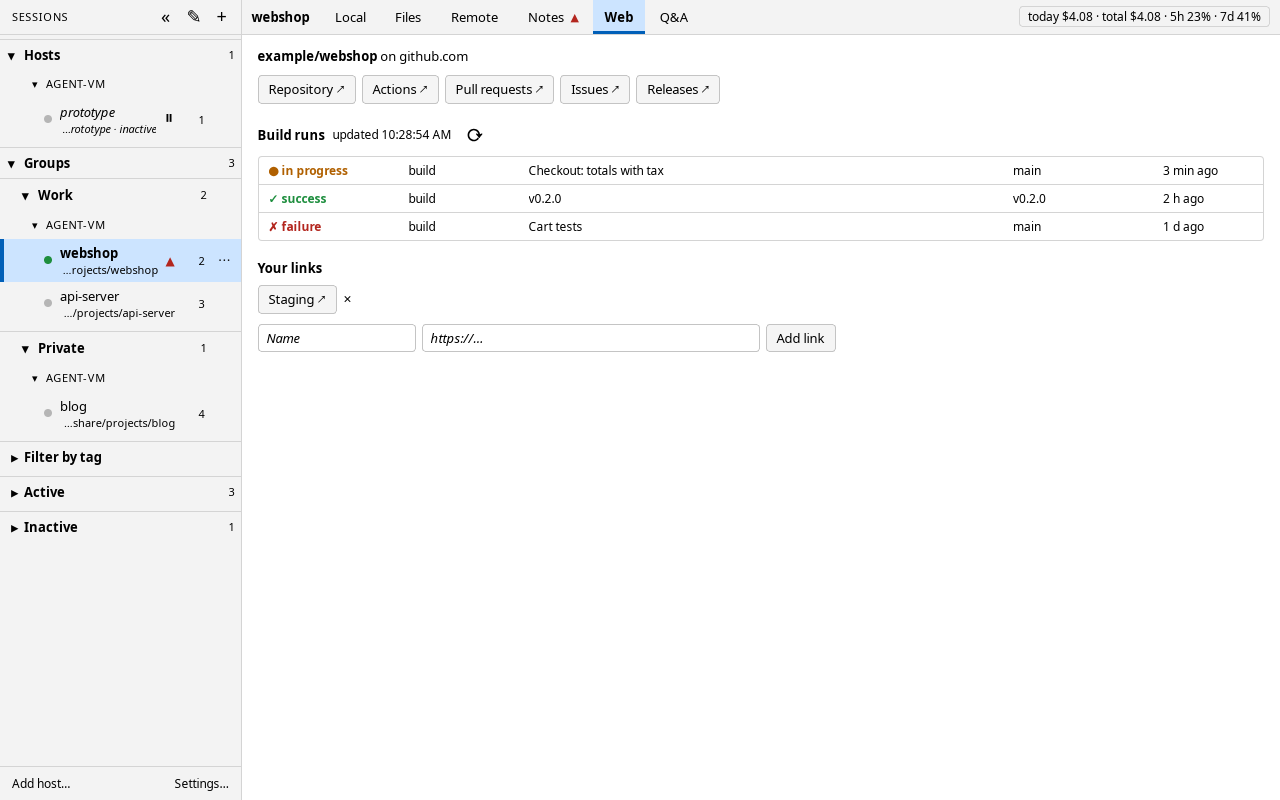 SESSIONS « ✎ +
▼ Hosts 1
▼ AGENT-VM
prototype ⏸ 1
...rototype · inactive
▼ Groups 3
▼ Work 2
▼ AGENT-VM
webshop ▲ 2 ⋯
...rojects/webshop
api-server 3
.../projects/api-server
▼ Private 1
▼ AGENT-VM
blog 4
...share/projects/blog
▶ Filter by tag
▶ Active 3
▶ Inactive 1
Add host... Settings...
webshop Local Files Remote Notes ▲ Web Q&A today $4.08 · total $4.08 · 5h 23% · 7d 41%
example/webshop on github.com
Repository ↗ Actions ↗ Pull requests ↗ Issues ↗ Releases ↗
Build runs updated 10:28:54 AM ⟳
● in progress build Checkout: totals with tax main 3 min ago
✓ success build v0.2.0 v0.2.0 2 h ago
✗ failure build Cart tests main 1 d ago
Your links
Staging ↗ ×
Name https://... Add link